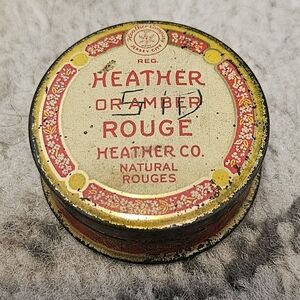 REG.
HEATHER
OR AMBER
ROUGE
HEATHER CO.
NATURAL
ROUGES